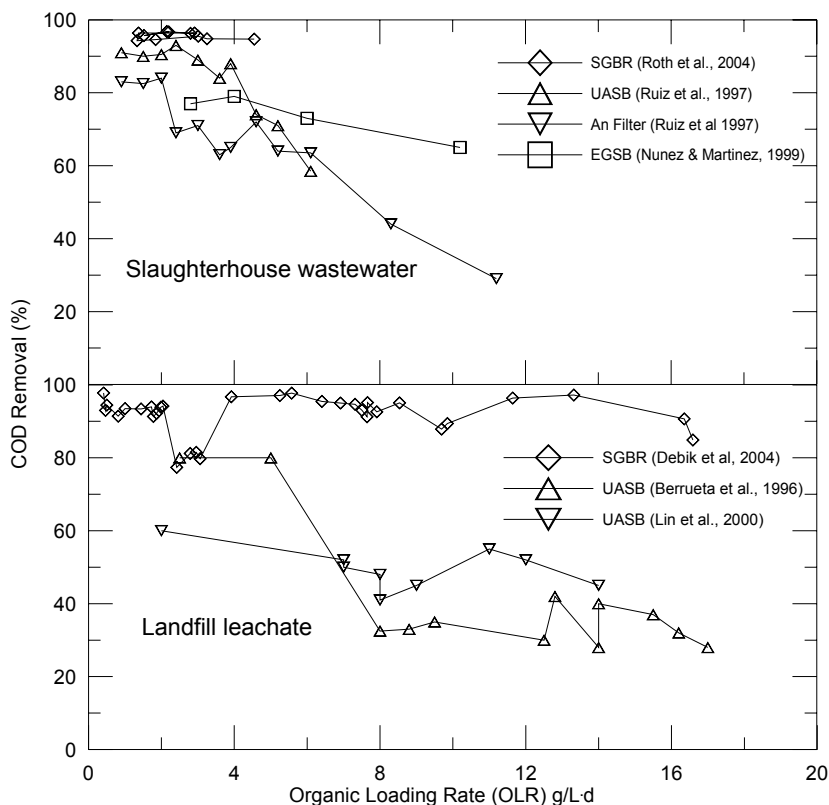 100
80
60
40
20
SGBR (Roth et al., 2004)
UASB (Ruiz et al., 1997)
An Filter (Ruiz et al 1997)
EGSB (Nunez & Martinez, 1999)
Slaughterhouse wastewater
COD Removal (%)
100
80
60
40
20
0
SGBR (Debik et al, 2004)
UASB (Berrueta et al., 1996)
UASB (Lin et al., 2000)
Landfill leachate
0 4 8 12 16 20
Organic Loading Rate (OLR) g/L·d